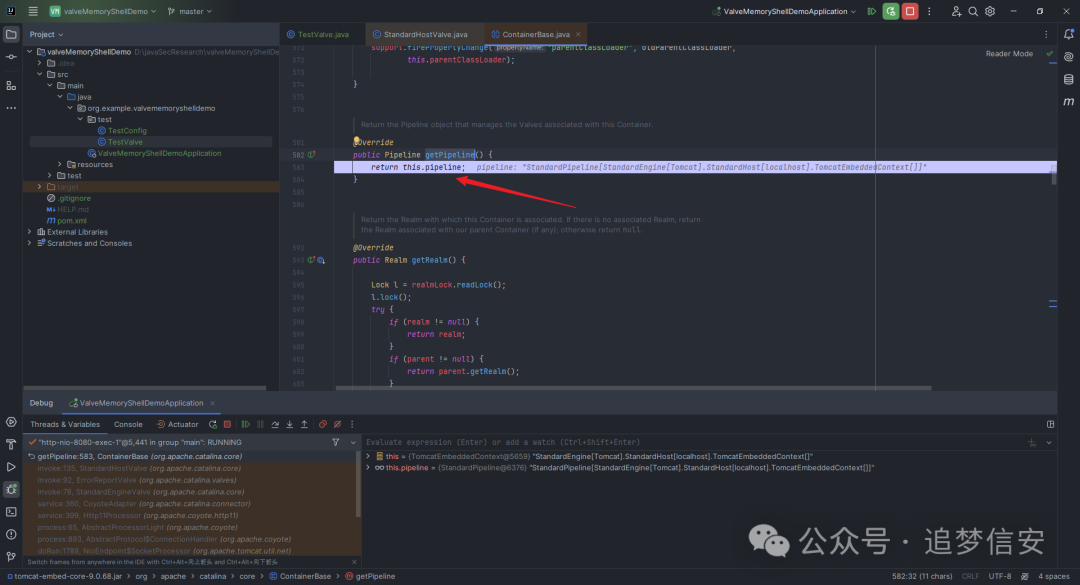 valveMemoryShellDemo
master
ValveMemoryShellDemoApplication
Project
TestValve.java
StandardHostValve.java
ContainerBase.java
valveMemoryShellDemo D:\javaSecResearch\valveMemoryShellDe
.idea
src
main
java
org.example.valvememoryshelldemo
test
TestConfig
TestValve
ValveMemoryShellDemoApplication
resources
test
target
.gitignore
HELP.md
pom.xml
External Libraries
Scratches and Consoles
Reader Mode
support.firePropertyChange( propertyName: "parentClassLoader", oldParentClassLoader,
572 this.parentClassLoader);
573
574 }
575
576
Return the Pipeline object that manages the Valves associated with this Container.
581 @Override
582 public Pipeline getPipeline() {
583 return this.pipeline; pipeline: "StandardPipeline[StandardEngine[Tomcat].StandardHost[localhost].TomcatEmbeddedContext[]]"
584 }
585
586
Return the Realm with which this Container is associated. If there is no associated Realm, return
the Realm associated with our parent Container (if any); otherwise return null.
592 @Override
593 public Realm getRealm() {
594
595 Lock l = realmLock.readLock();
596 l.lock();
597 try {
598 if (realm != null) {
599 return realm;
600 }
601 if (parent != null) {
602 return parent.getRealm();
603 }
Debug
ValveMemoryShellDemoApplication
Threads & Variables
Console
Actuator
"http-nio-8080-exec-1"@5,441 in group "main": RUNNING
getPipeline:583, ContainerBase (org.apache.catalina.core)
invoke:135, StandardHostValve (org.apache.catalina.core)
invoke:92, ErrorReportValve (org.apache.catalina.valves)
invoke:78, StandardEngineValve (org.apache.catalina.core)
service:360, CoyoteAdapter (org.apache.catalina.connector)
service:399, Http11Processor (org.apache.coyote.http11)
process:65, AbstractProcessorLight (org.apache.coyote)
process:893, AbstractProtocol$ConnectionHandler (org.apache.coyote)
doRun:1789, NioEndpoint$SocketProcessor (org.apache.tomcat.util.net)
Switch frames from anywhere in the IDE with Ctrl+Alt+向上箭头 and Ctrl+Alt+向下箭头
Evaluate expression (Enter) or add a watch (Ctrl+Shift+Enter)
this = {TomcatEmbeddedContext@5659} "StandardEngine[Tomcat].StandardHost[localhost].TomcatEmbeddedContext[]"
this.pipeline = {StandardPipeline@6376} "StandardPipeline[StandardEngine[Tomcat].StandardHost[localhost].TomcatEmbeddedContext[]]"
公众号 · 追梦信安
tomcat-embed-core-9.0.68.jar > org > apache > catalina > core > ContainerBase > getPipeline
582:32 (11 chars) CRLF UTF-8 4 spaces